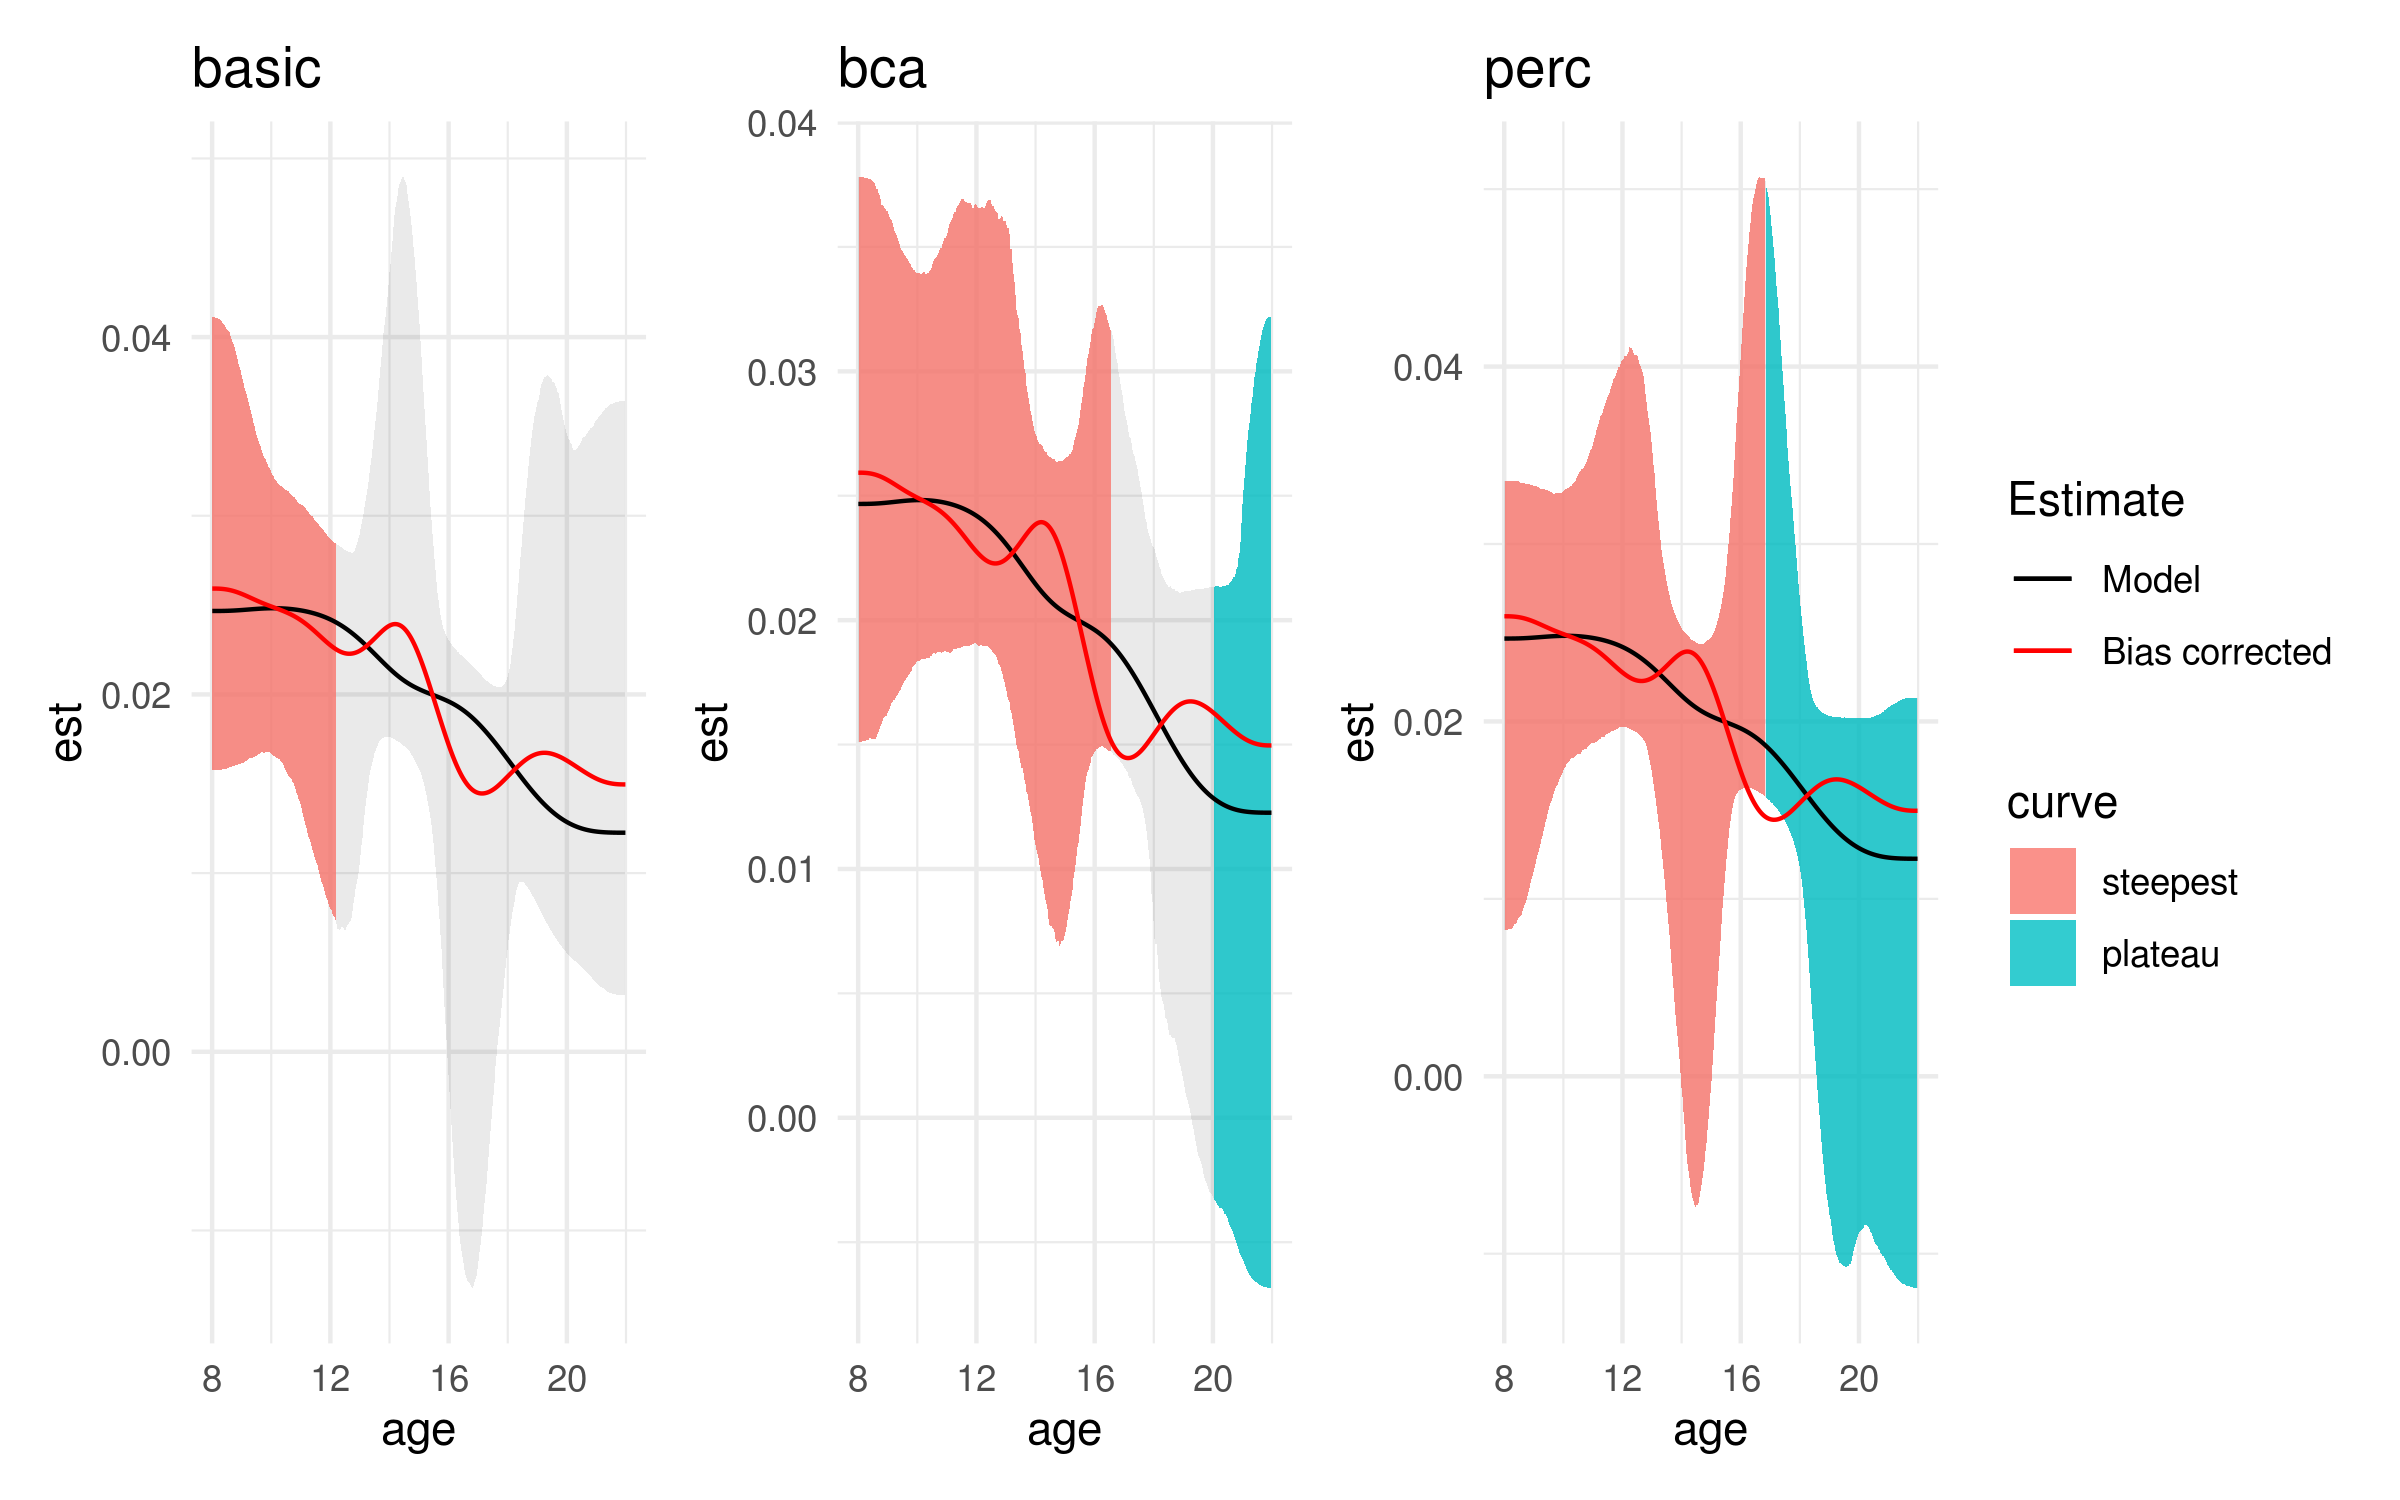 basic
bca
perc
0.04
0.02
0.00
est
8 12 16 20
age
0.04
0.03
0.02
0.01
0.00
est
8 12 16 20
age
0.04
0.02
0.00
est
8 12 16 20
age
Estimate
Model
Bias corrected
curve
steepest
plateau